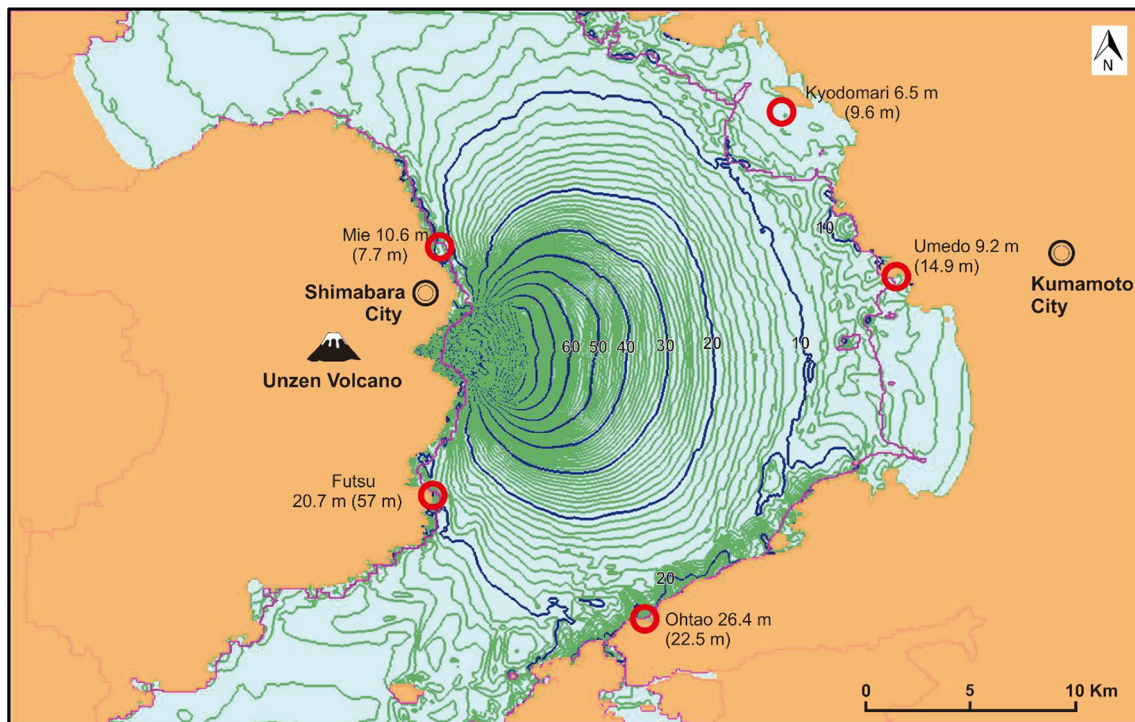 N
Kyodomari 6.5 m
(9.6 m)
Mie 10.6 m
(7.7 m)
10
Umedo 9.2 m
(14.9 m)
Shimabara
City
Kumamoto
City
60 50 40 30 20 10
Unzen Volcano
Futsu
20.7 m (57 m)
20
Ohtao 26.4 m
(22.5 m)
0 5 10 Km